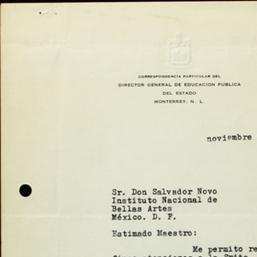 CORRESPONDENCIA PARTICULAR DEL
DIRECTOR GENERAL DE EDUCACION PUBLICA
DEL ESTADO
MONTERREY, N. L.
noviembre
Sr. Don Salvador Novo
Instituto Nacional de
Bellas Artes
México. D. F.
Estimado Maestro:
Me permito re